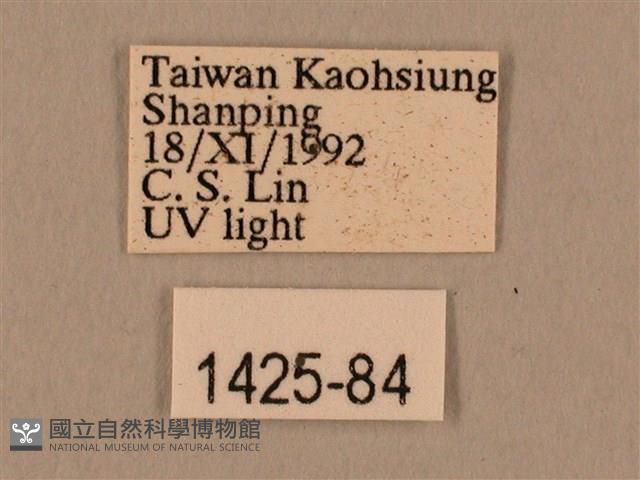 Taiwan Kaohsiung
Shanping
18/XI/1992
C. S. Lin
UV light
1425-84
國立自然科學博物館
NATIONAL MUSEUM OF NATURAL SCIENCE